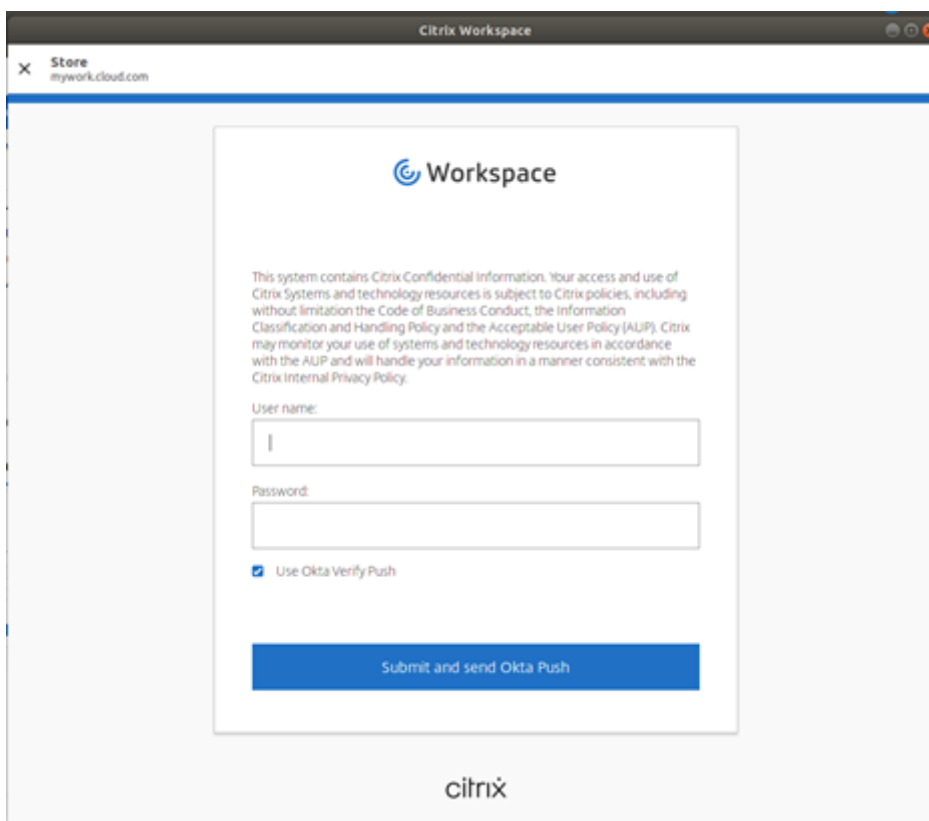 Citrix Workspace
Store
mywork.cloud.com
Workspace
This system contains Citrix Confidential Information. Your access and use of
Citrix Systems and technology resources is subject to Citrix policies, including
without limitation the Code of Business Conduct, the Information
Classification and Handling Policy and the Acceptable User Policy (AUP). Citrix
may monitor your use of systems and technology resources in accordance
with the AUP and will handle your information in a manner consistent with the
Citrix Internal Privacy Policy.
User name:
Password:
Use Okta Verify Push
Submit and send Okta Push
citrix